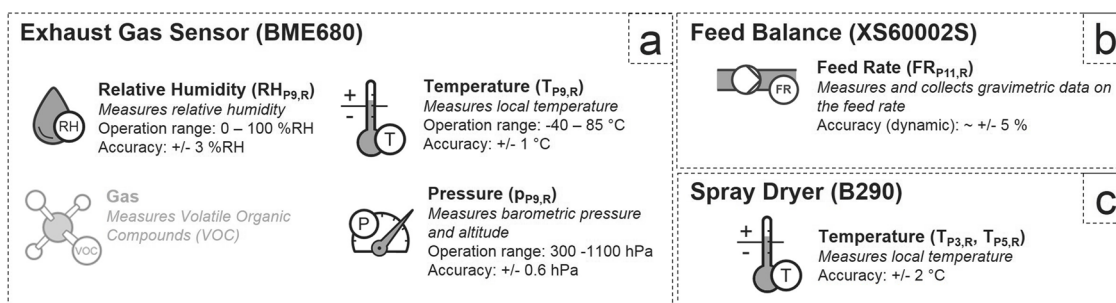 Exhaust Gas Sensor (BME680)
a
RH
Relative Humidity (RHP9,R)
Measures relative humidity
Operation range: 0 – 100 %RH
Accuracy: +/- 3 %RH
+
-
T
Temperature (TP9,R)
Measures local temperature
Operation range: -40 – 85 °C
Accuracy: +/- 1 °C
VOC
Gas
Measures Volatile Organic
Compounds (VOC)
P
Pressure (pP9,R)
Measures barometric pressure
and altitude
Operation range: 300 -1100 hPa
Accuracy: +/- 0.6 hPa
Feed Balance (XS60002S)
b
FR
Feed Rate (FRP11,R)
Measures and collects gravimetric data on
the feed rate
Accuracy (dynamic): ~ +/- 5 %
Spray Dryer (B290)
c
+
-
T
Temperature (TP3,R, TP5,R)
Measures local temperature
Accuracy: +/- 2 °C